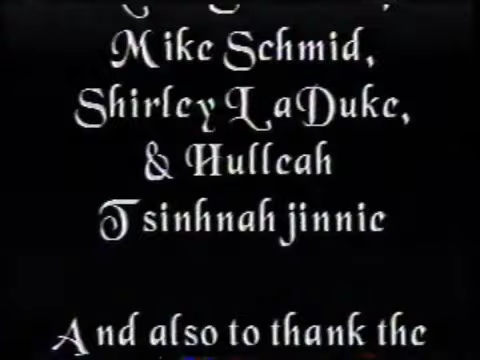 Mike Schmid,
Shirley LaDuke,
& Hulleah
Tsinhnahjinnie
And also to thank the